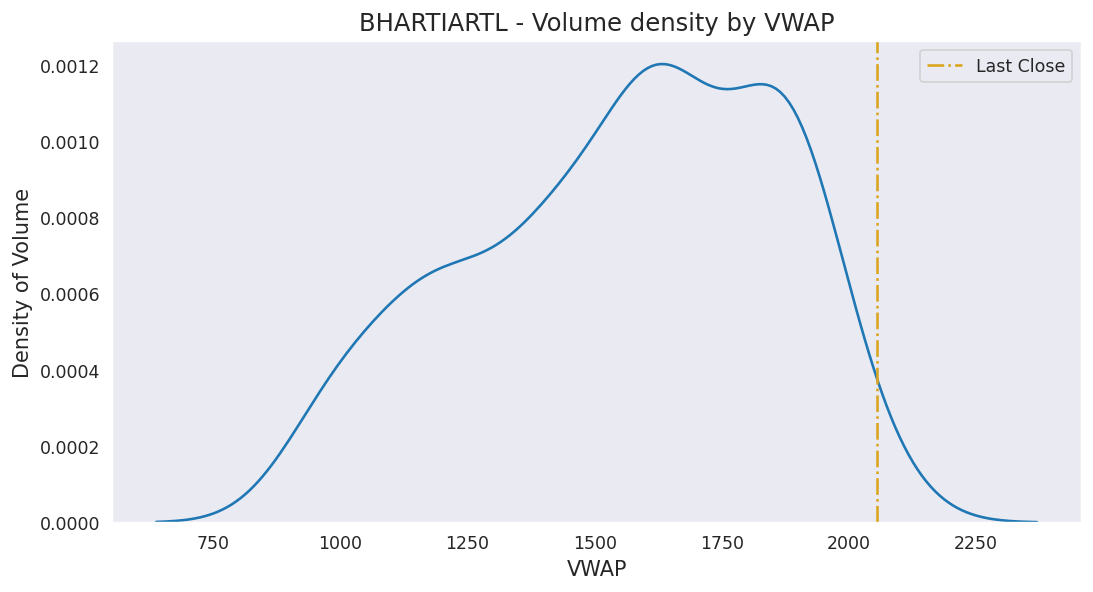 BHARTIARTL - Volume density by VWAP
Last Close
Density of Volume
0.0012
0.0010
0.0008
0.0006
0.0004
0.0002
0.0000
750 1000 1250 1500 1750 2000 2250
VWAP